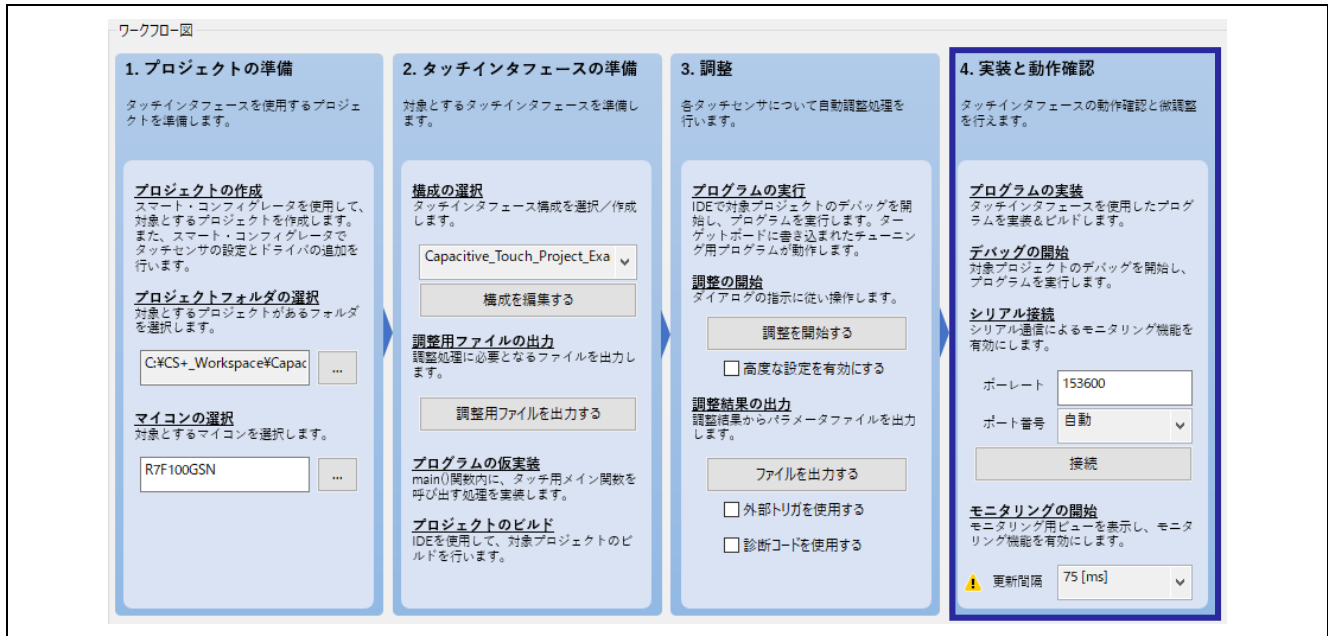 ワークフロー図
1. プロジェクトの準備
タッチインタフェースを使用するプロジェ
クトを準備します。
プロジェクトの作成
スマート・コンフィグレータを使用して、
対象とするプロジェクトを作成します。
また、スマート・コンフィグレータで
タッチセンサの設定とドライバの追加を
行います。
プロジェクトフォルダの選択
対象とするプロジェクトがあるフォルダ
を選択します。
C:¥CS+_Workspace¥Capac
...
マイコンの選択
対象とするマイコンを選択します。
R7F100GSN
...
2. タッチインタフェースの準備
対象とするタッチインタフェースを準備し
ます。
構成の選択
タッチインタフェース構成を選択／作成
します。
Capacitive_Touch_Project_Exa
構成を編集する
調整用ファイルの出力
調整処理に必要となるファイルを出力し
ます。
調整用ファイルを出力する
プログラムの仮実装
main()関数内に、タッチ用メイン関数を
呼び出す処理を実装します。
プロジェクトのビルド
IDEを使用して、対象プロジェクトのビ
ルドを行います。
3. 調整
各タッチセンサについて自動調整処理を
行います。
プログラムの実行
IDEで対象プロジェクトのデバッグを開
始し、プログラムを実行します。ター
ゲットボードに書き込まれたチューニン
グ用プログラムが動作します。
調整の開始
ダイアログの指示に従い操作します。
調整を開始する
高度な設定を有効にする
調整結果の出力
調整結果からパラメータファイルを出力
します。
ファイルを出力する
外部トリガを使用する
診断コードを使用する
4. 実装と動作確認
タッチインタフェースの動作確認と微調整
を行えます。
プログラムの実装
タッチインタフェースを使用したプログ
ラムを実装&ビルドします。
デバッグの開始
対象プロジェクトのデバッグを開始し、
プログラムを実行します。
シリアル接続
シリアル通信によるモニタリング機能を
有効にします。
ボーレート 153600
ポート番号 自動
接続
モニタリングの開始
モニタリング用ビューを表示し、モニタ
リング機能を有効にします。
更新間隔 75 [ms]